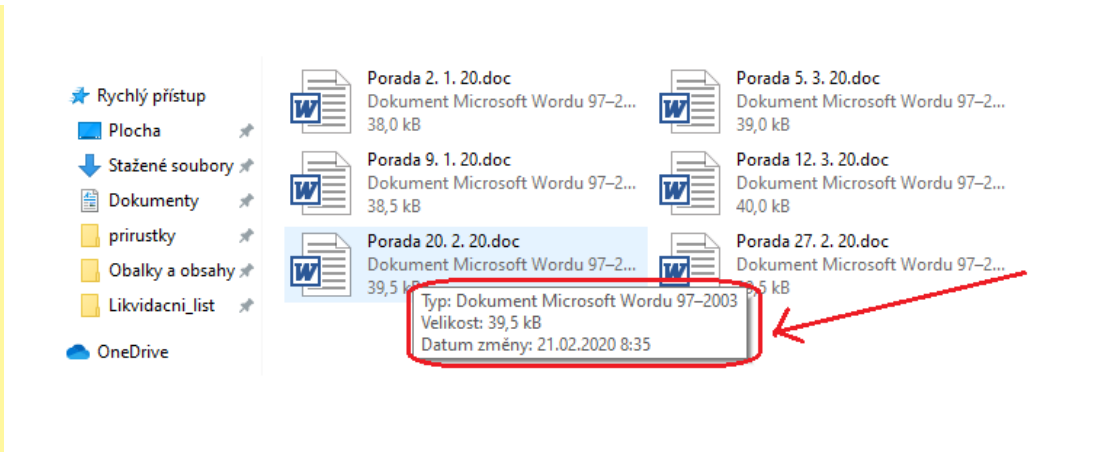 Rychlý přístup
Plocha
Stažené soubory
Dokumenty
prirustky
Obalky a obsahy
Likvidacni_list
OneDrive
Porada 2. 1. 20.doc
Dokument Microsoft Wordu 97–2...
38,0 kB
Porada 5. 3. 20.doc
Dokument Microsoft Wordu 97–2...
39,0 kB
Porada 9. 1. 20.doc
Dokument Microsoft Wordu 97–2...
38,5 kB
Porada 12. 3. 20.doc
Dokument Microsoft Wordu 97–2...
40,0 kB
Porada 20. 2. 20.doc
Dokument Microsoft Wordu 97–2...
39,5
Porada 27. 2. 20.doc
Dokument Microsoft Wordu 97–2...
kB
Typ: Dokument Microsoft Wordu 97–2003
Velikost: 39,5 kB
Datum změny: 21.02.2020 8:35